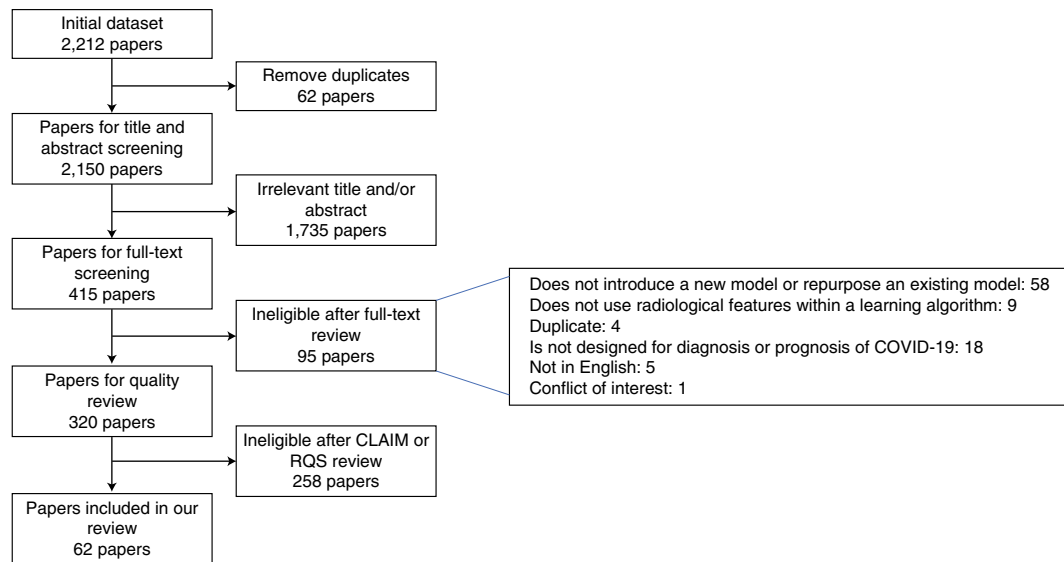 Initial dataset
2,212 papers
Remove duplicates
62 papers
Papers for title and
abstract screening
2,150 papers
Irrelevant title and/or
abstract
1,735 papers
Papers for full-text
screening
415 papers
Ineligible after full-text
review
95 papers
Does not introduce a new model or repurpose an existing model: 58
Does not use radiological features within a learning algorithm: 9
Duplicate: 4
Is not designed for diagnosis or prognosis of COVID-19: 18
Not in English: 5
Conflict of interest: 1
Papers for quality
review
320 papers
Ineligible after CLAIM or
RQS review
258 papers
Papers included in our
review
62 papers